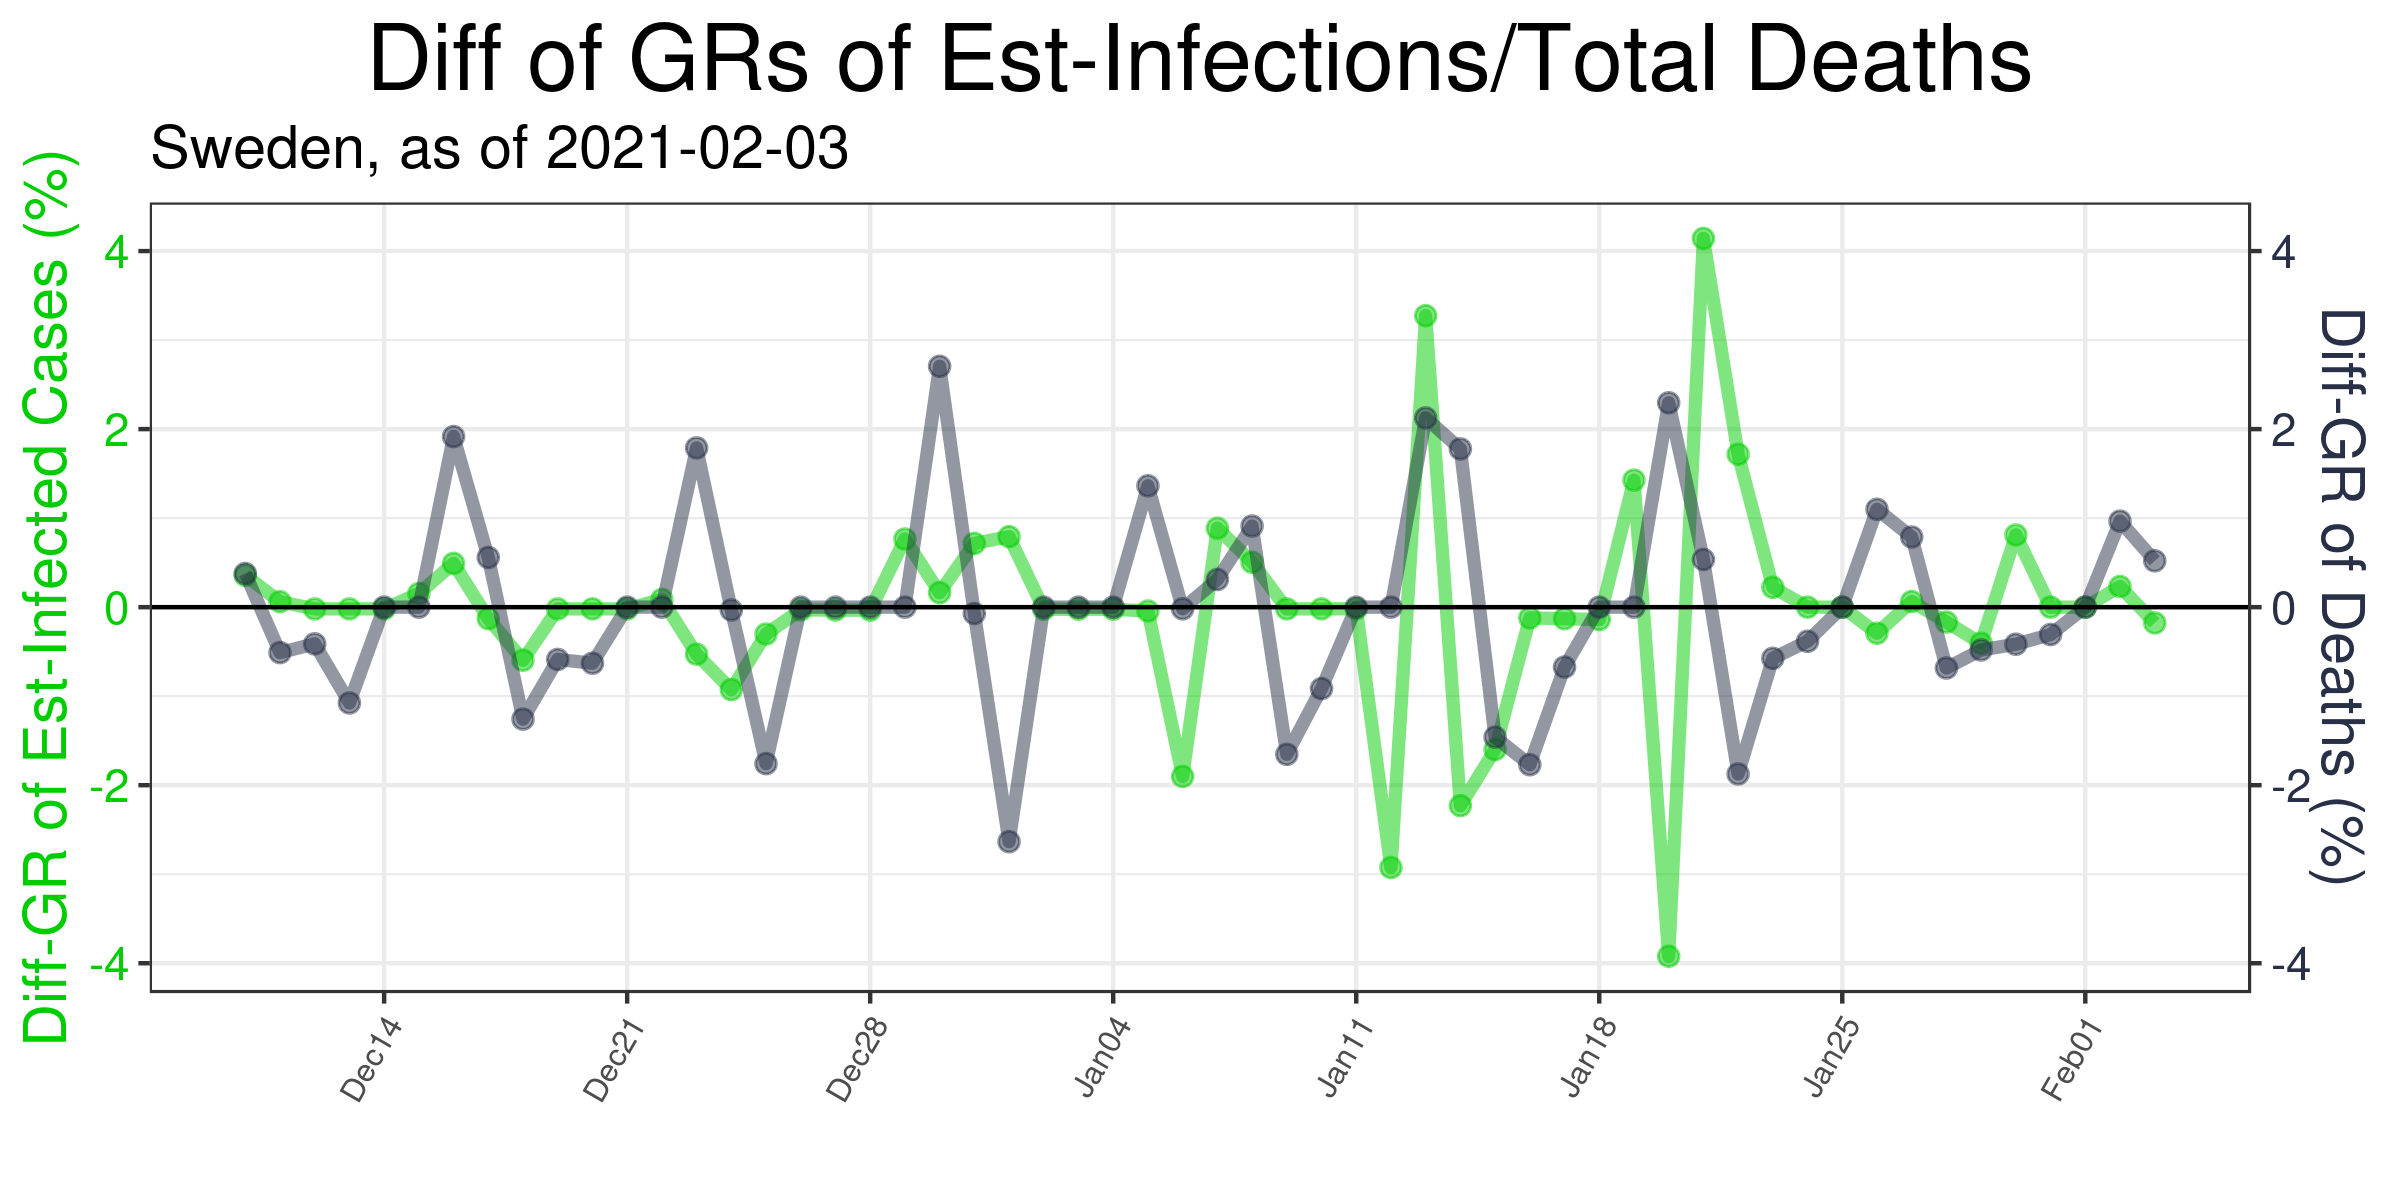 Diff of GRs of Est-Infections/Total Deaths
Sweden, as of 2021-02-03
Diff-GR of Est-Infected Cases (%)
4
2
0
-2
-4
4
2
0
-2
-4
Diff-GR of Deaths (%)
Dec14
Dec21
Dec28
Jan04
Jan11
Jan18
Jan25
Feb01